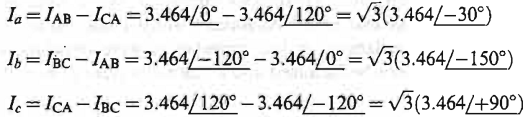 Iₐ = I_AB − I_CA = 3.464/0° − 3.464/120° = √3(3.464/−30°)
I_b = I_BC − I_AB = 3.464/−120° − 3.464/0° = √3(3.464/−150°)
I_c = I_CA − I_BC = 3.464/120° − 3.464/−120° = √3(3.464/+90°)